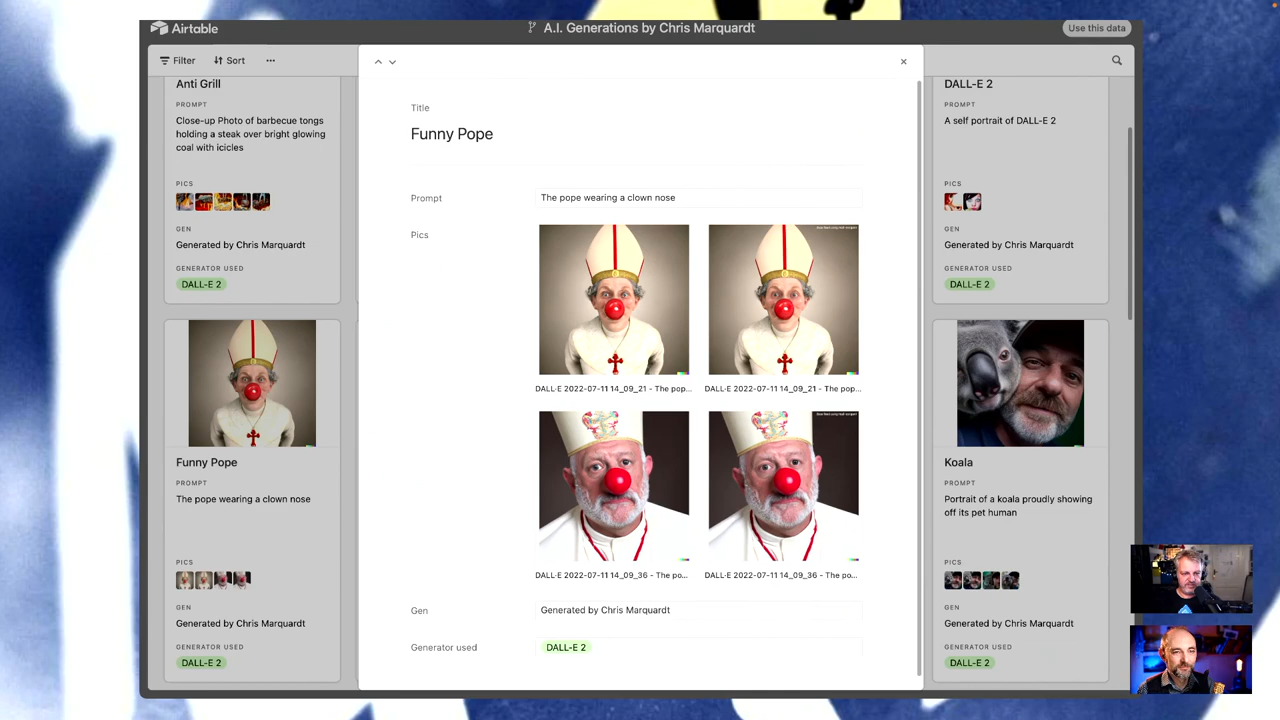 Airtable
A.I. Generations by Chris Marquardt
Use this data
Filter
Sort
Anti Grill
PROMPT
Close-up Photo of barbecue tongs
holding a steak over bright glowing
coal with icicles
PICS
GEN
Generated by Chris Marquardt
GENERATOR USED
DALL-E 2
Funny Pope
PROMPT
The pope wearing a clown nose
PICS
GEN
Generated by Chris Marquardt
GENERATOR USED
DALL-E 2
Title
Funny Pope
Prompt
The pope wearing a clown nose
Pics
DALL·E 2022-07-11 14_09_21 - The pop...
DALL·E 2022-07-11 14_09_21 - The pop...
DALL·E 2022-07-11 14_09_36 - The po...
DALL·E 2022-07-11 14_09_36 - The po...
Gen
Generated by Chris Marquardt
Generator used
DALL-E 2
DALL-E 2
PROMPT
A self portrait of DALL-E 2
PICS
GEN
Generated by Chris Marquardt
GENERATOR USED
DALL-E 2
Koala
PROMPT
Portrait of a koala proudly showing
off its pet human
PICS
GEN
Generated by Chris Marquardt
GENERATOR USED
DALL-E 2